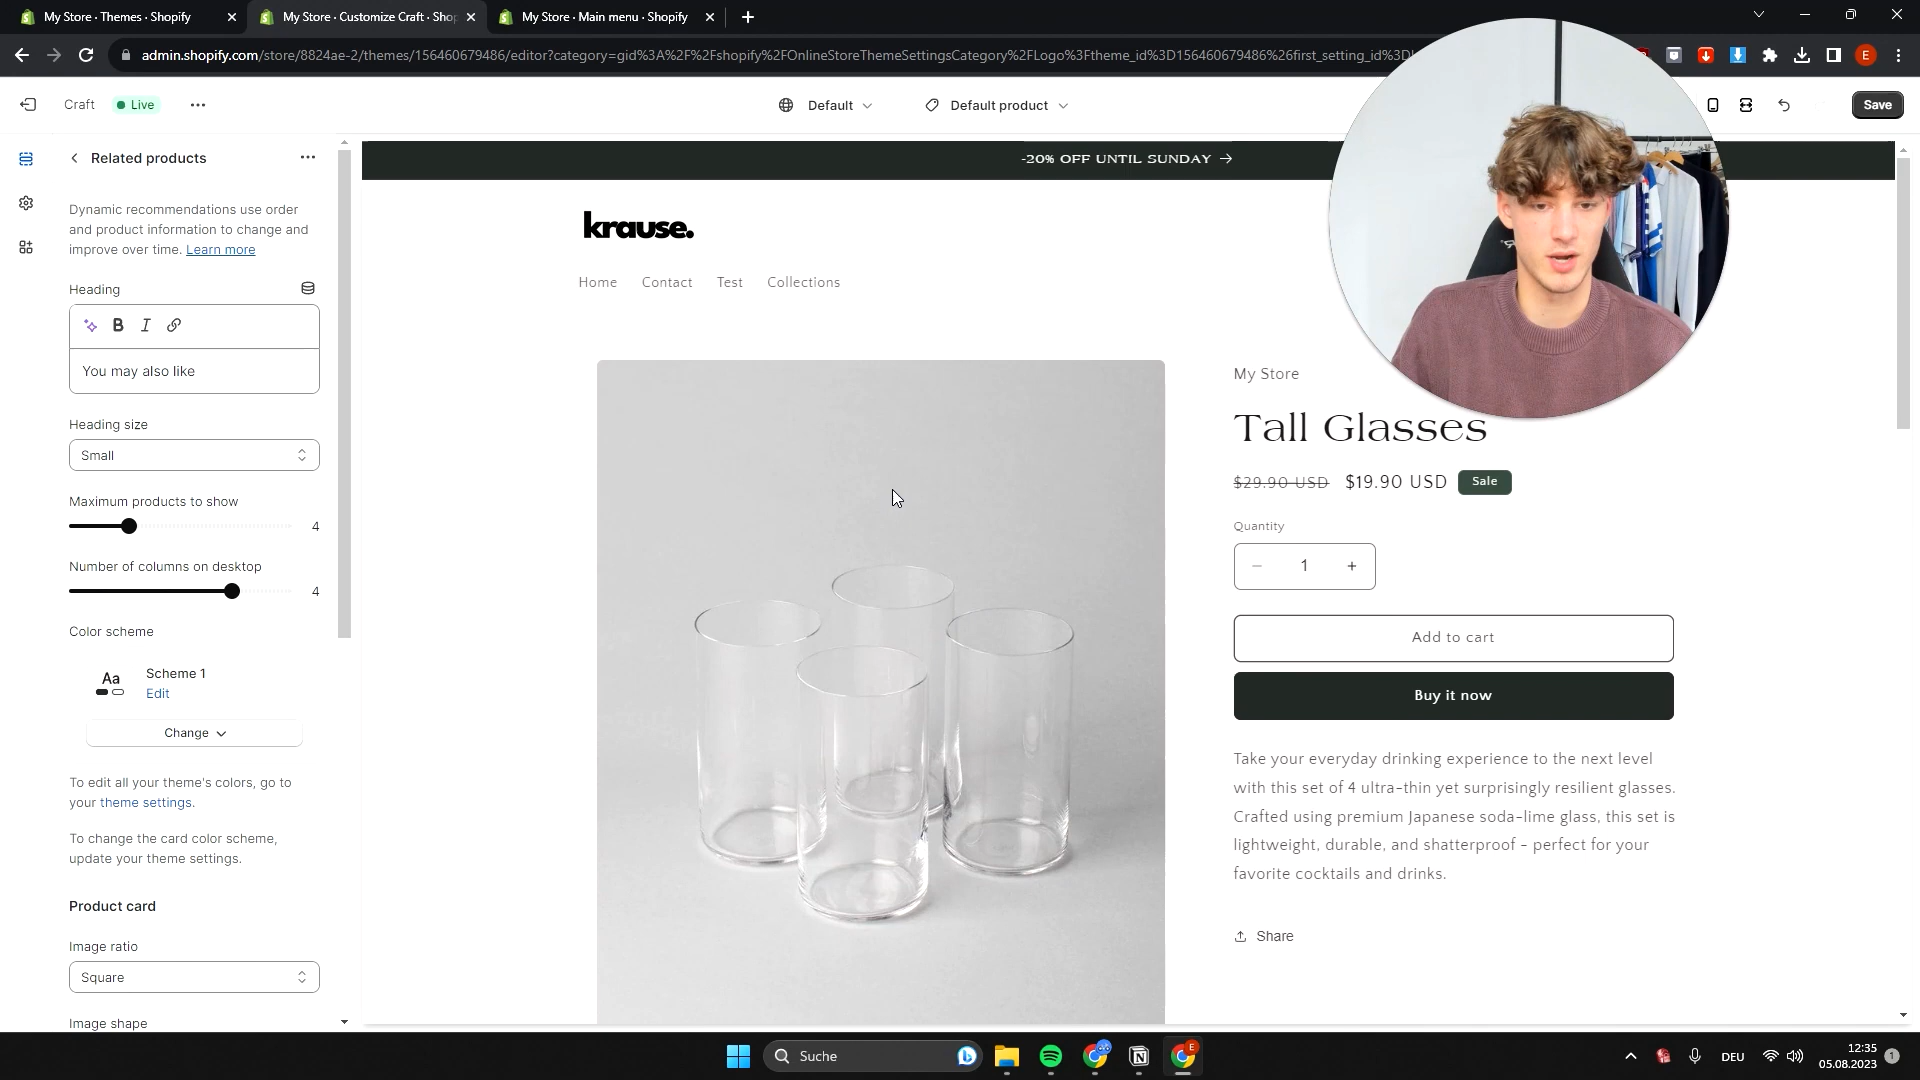 My Store · Themes · Shopify
My Store · Customize Craft · Shop
My Store · Main menu · Shopify
admin.shopify.com/store/8824ae-2/themes/156460679486/editor?category=gid%3A%2F%2Fshopify%2FOnlineStoreThemeSettingsCategory%2FLogo%3Ftheme_id%3D156460679486%26first_setting_id%3D
E
Craft
Live
Default
Default product
Save
Related products
Dynamic recommendations use order
and product information to change and
improve over time. Learn more
Heading
B I
You may also like
Heading size
Small
Maximum products to show
4
Number of columns on desktop
4
Color scheme
Aa
Scheme 1
Edit
Change
To edit all your theme's colors, go to
your theme settings.
To change the card color scheme,
update your theme settings.
Product card
Image ratio
Square
Image shape
-20% OFF UNTIL SUNDAY →
krause.
Home Contact Test Collections
My Store
Tall Glasses
$29.90 USD $19.90 USD Sale
Quantity
− 1 +
Add to cart
Buy it now
Take your everyday drinking experience to the next level
with this set of 4 ultra-thin yet surprisingly resilient glasses.
Crafted using premium Japanese soda-lime glass, this set is
lightweight, durable, and shatterproof - perfect for your
favorite cocktails and drinks.
Share
Suche
E
DEU
12:35
05.08.2023
1